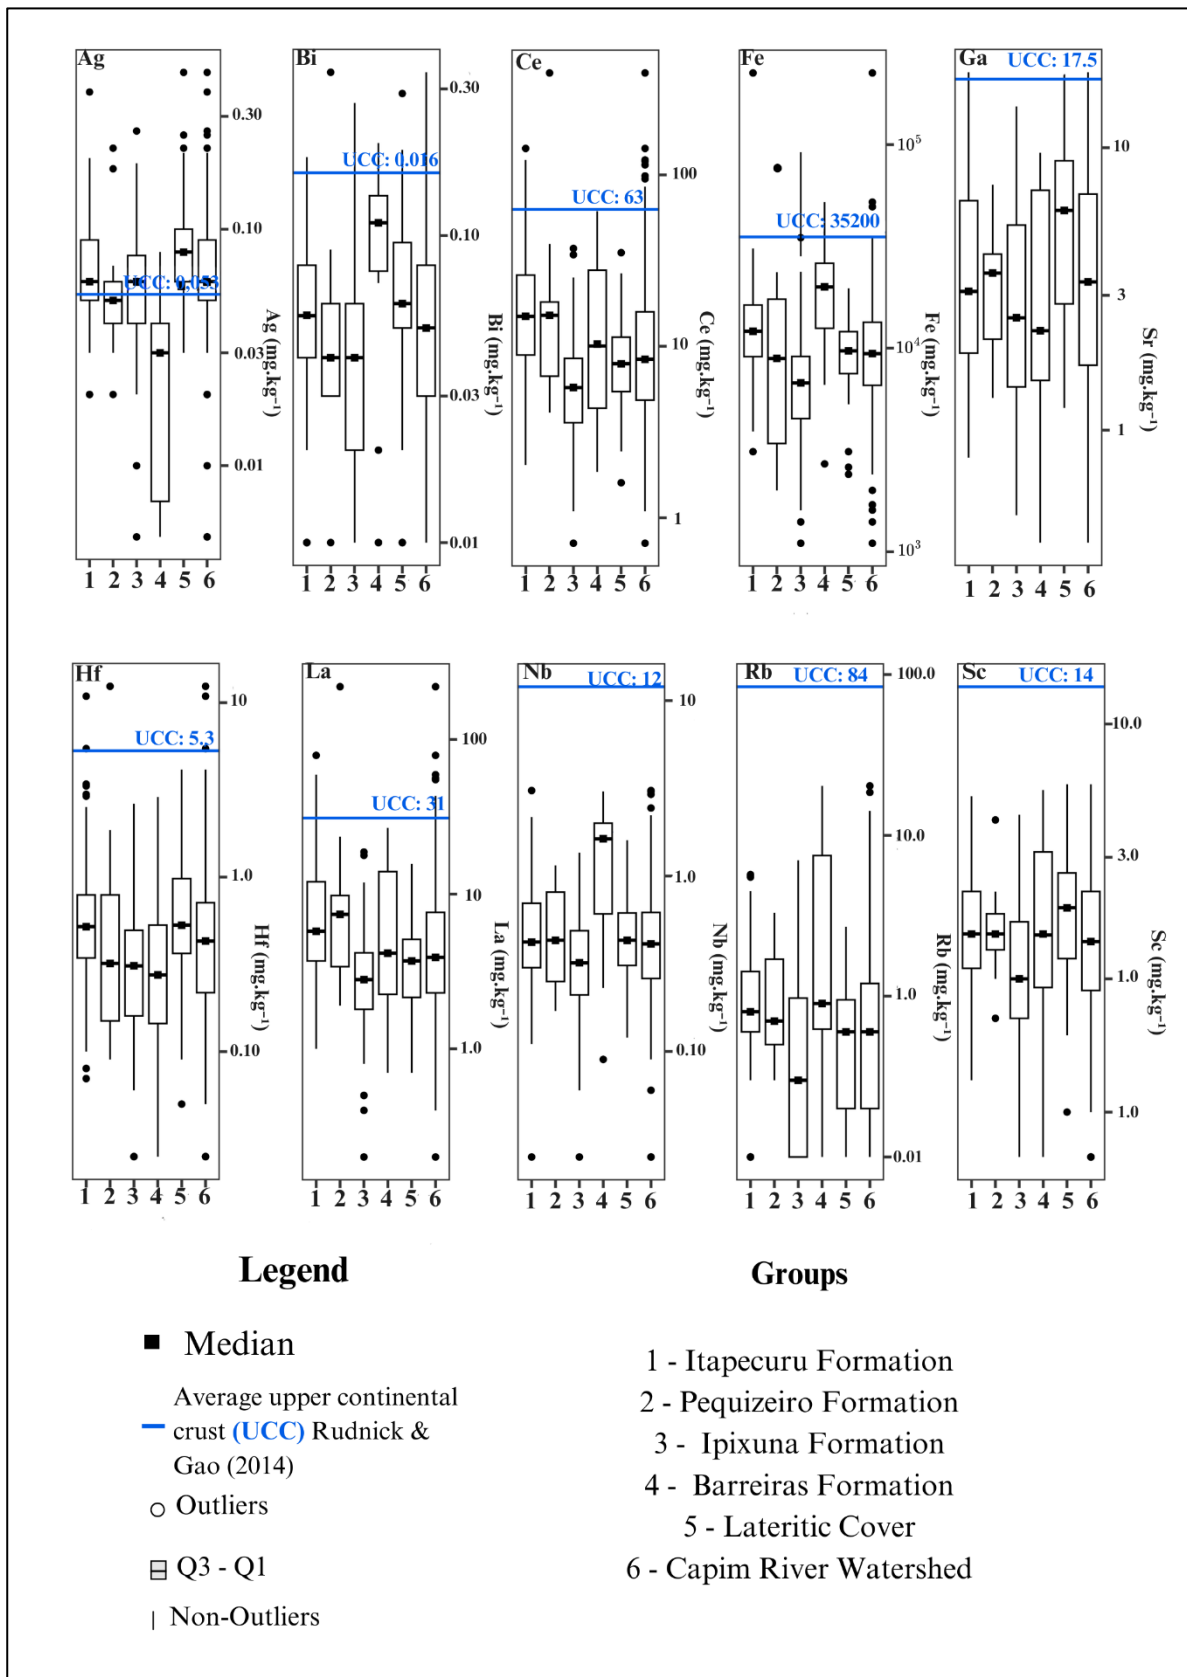 Ag
UCC: 0,053
0.30
0.10
0.03
0.01
Ag (mg.kg⁻¹)
1 2 3 4 5 6
Bi
UCC: 0.016
0.30
0.10
0.03
0.01
Bi (mg.kg⁻¹)
1 2 3 4 5 6
Ce
UCC: 63
100
10
1
Ce (mg.kg⁻¹)
1 2 3 4 5 6
Fe
UCC: 35200
10⁵
10⁴
10³
Fe (mg.kg⁻¹)
1 2 3 4 5 6
Ga
UCC: 17.5
10
3
1
Sr (mg.kg⁻¹)
1 2 3 4 5 6
Hf
UCC: 5.3
10
1.0
0.10
Hf (mg.kg⁻¹)
1 2 3 4 5 6
La
UCC: 31
100
10
1.0
La (mg.kg⁻¹)
1 2 3 4 5 6
Nb
UCC: 12
10
1.0
0.10
Nb (mg.kg⁻¹)
1 2 3 4 5 6
Rb
UCC: 84
100.0
10.0
1.0
0.01
Rb (mg.kg⁻¹)
1 2 3 4 5 6
Sc
UCC: 14
10.0
3.0
1.0
1.0
Sc (mg.kg⁻¹)
1 2 3 4 5 6
Legend
Median
Average upper continental
crust (UCC) Rudnick &
Gao (2014)
Outliers
Q3 - Q1
Non-Outliers
Groups
1 - Itapecuru Formation
2 - Pequizeiro Formation
3 - Ipixuna Formation
4 - Barreiras Formation
5 - Lateritic Cover
6 - Capim River Watershed